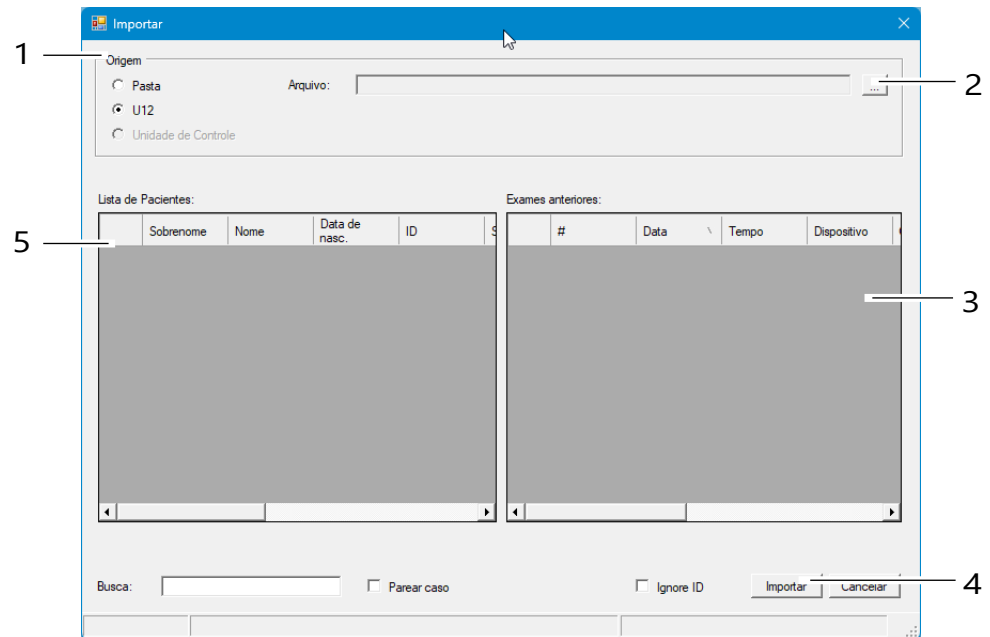 Importar
1
Origem
Pasta
Arquivo:
...
2
U12
Unidade de Controle
Lista de Pacientes:
Exames anteriores:
5
Sobrenome
Nome
Data de
nasc.
ID
S
#
Data
Tempo
Dispositivo
3
Busca:
Parear caso
Ignore ID
Importar
Cancelar
4